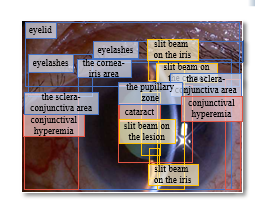 eyelid
eyelashes
slit beam
on the iris
eyelashes
the cornea-
iris area
slit beam on
the sclera-
conjunctiva area
the pupillary
zone
the sclera-
conjunctiva area
conjunctival
hyperemia
conjunctival
hyperemia
cataract
slit beam on
the lesion
slit beam
on the iris